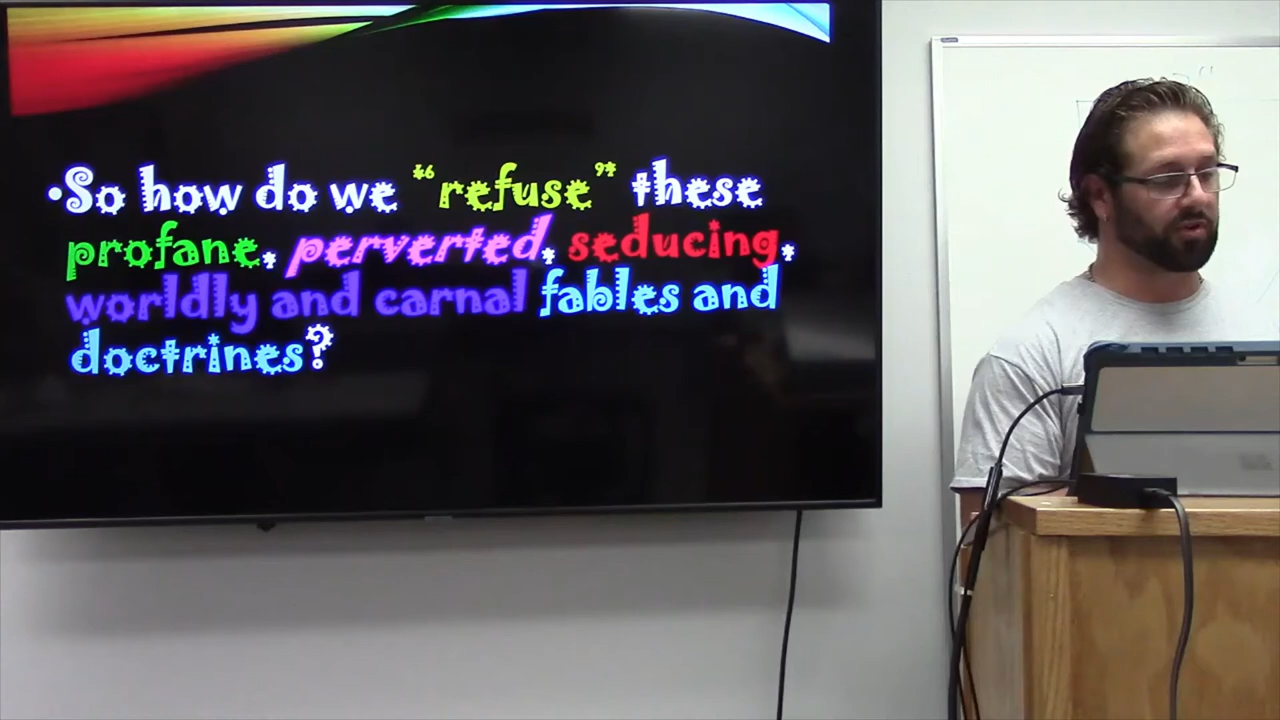 •So how do we “refuse” these
profane, perverted, seducing,
worldly and carnal fables and
doctrines?